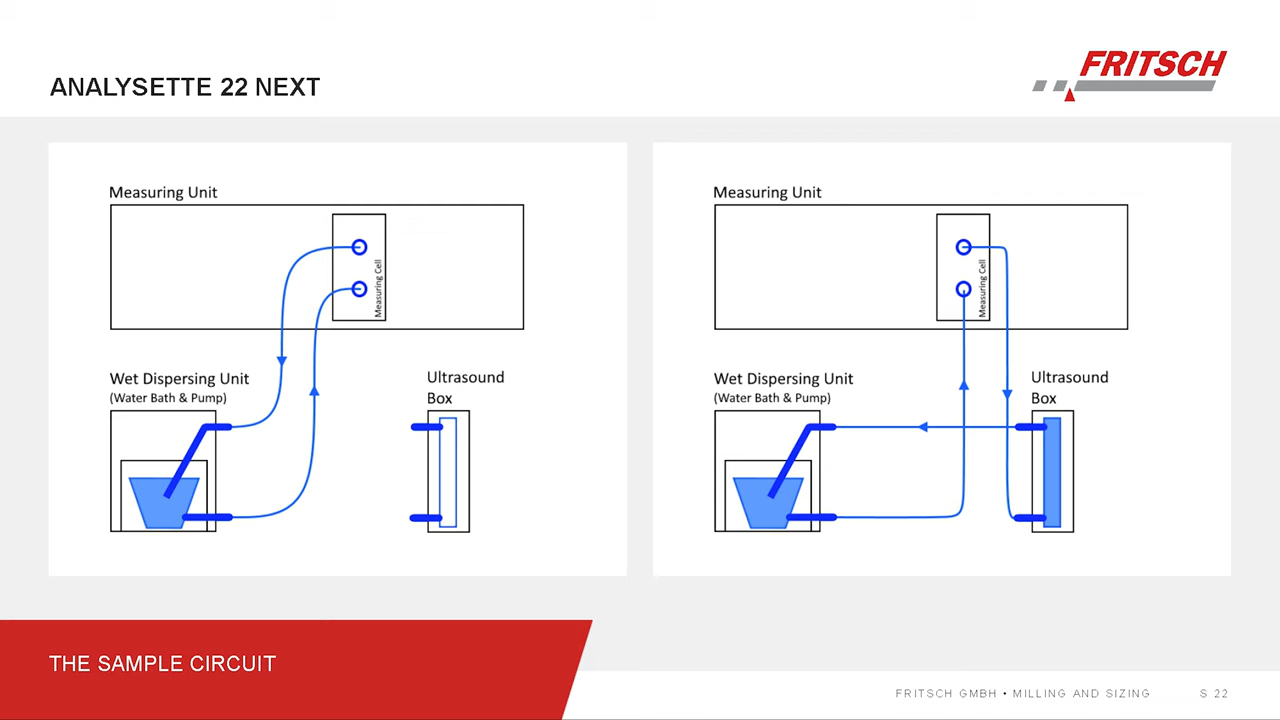 ANALYSETTE 22 NEXT
FRITSCH
Measuring Unit
Measuring Cell
Wet Dispersing Unit
(Water Bath & Pump)
Ultrasound
Box
Measuring Unit
Measuring Cell
Wet Dispersing Unit
(Water Bath & Pump)
Ultrasound
Box
THE SAMPLE CIRCUIT
FRITSCH GMBH • MILLING AND SIZING S 22